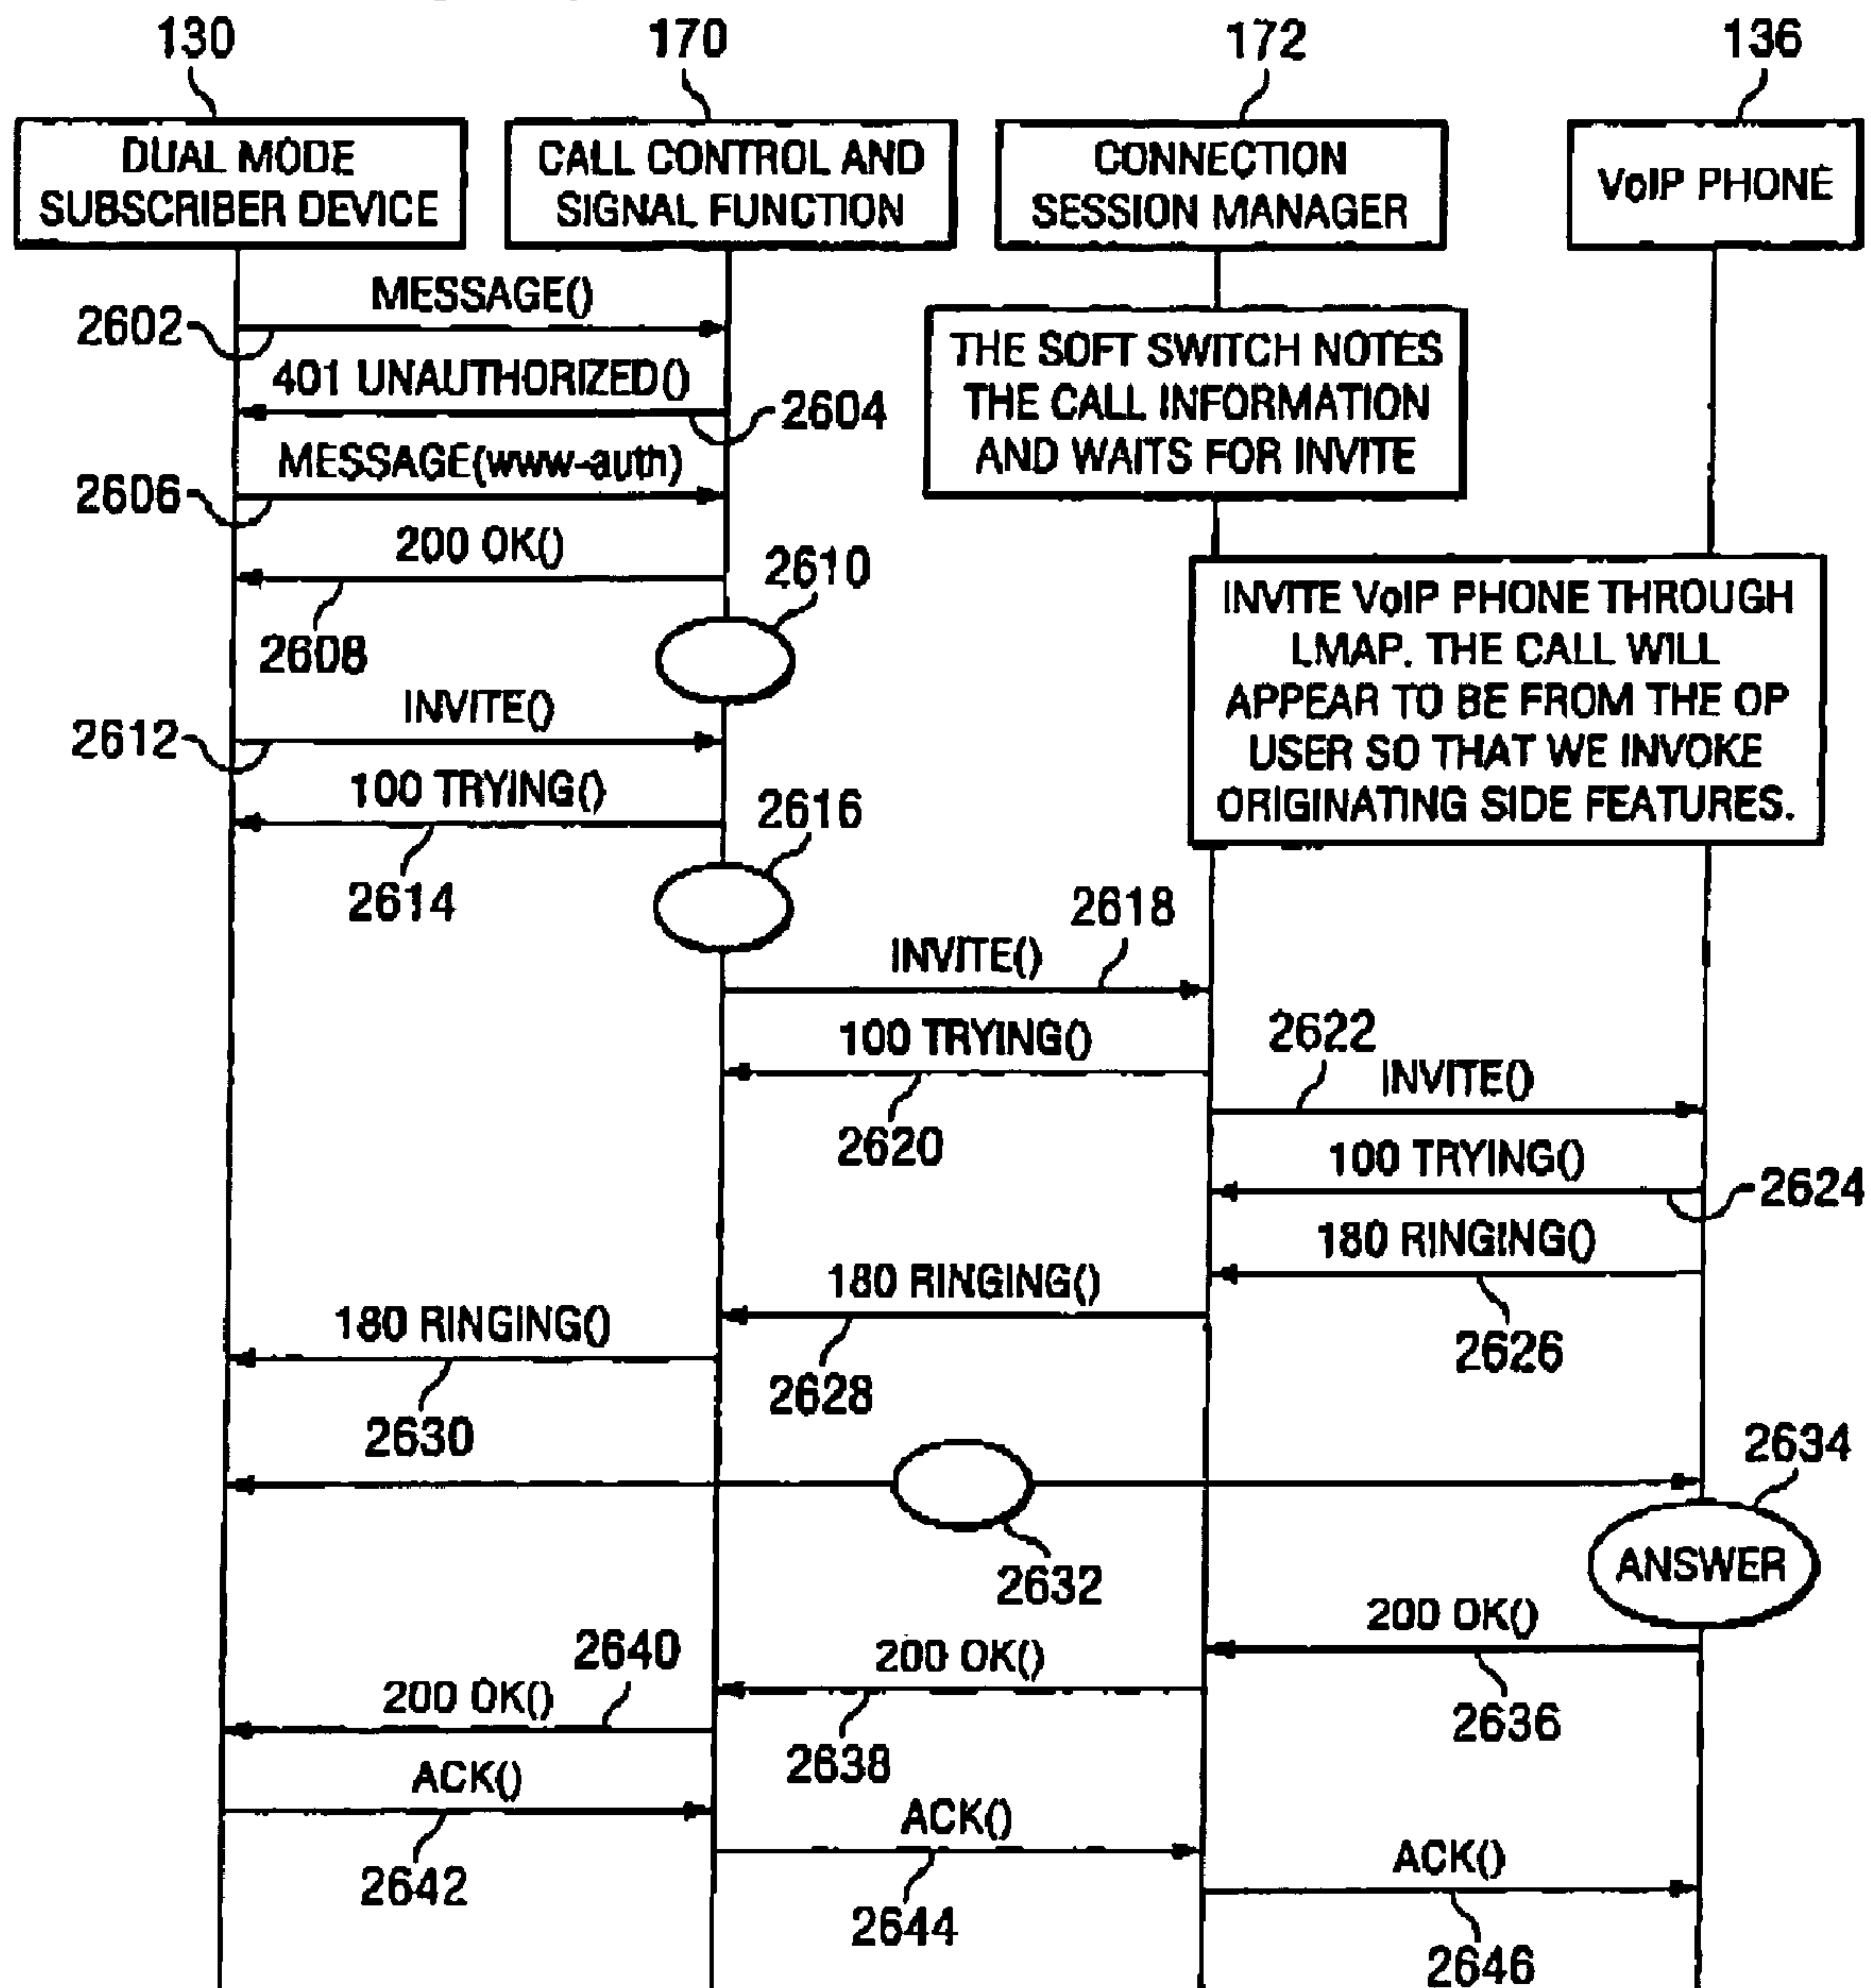 130
170
172
136
DUAL MODE
SUBSCRIBER DEVICE
CALL CONTROL AND
SIGNAL FUNCTION
CONNECTION
SESSION MANAGER
VoIP PHONE
MESSAGE()
2602
401 UNAUTHORIZED()
2604
MESSAGE(www-auth)
2606
200 OK()
2608
THE SOFT SWITCH NOTES
THE CALL INFORMATION
AND WAITS FOR INVITE
2610
INVITE VoIP PHONE THROUGH
LMAP. THE CALL WILL
APPEAR TO BE FROM THE OP
USER SO THAT WE INVOKE
ORIGINATING SIDE FEATURES.
INVITE()
2612
100 TRYING()
2614
2616
INVITE()
2618
100 TRYING()
2620
2622
INVITE()
100 TRYING()
2624
180 RINGING()
2626
180 RINGING()
2628
180 RINGING()
2630
2632
2634
ANSWER
200 OK()
2636
200 OK()
2638
2640
200 OK()
ACK()
2642
ACK()
2644
ACK()
2646